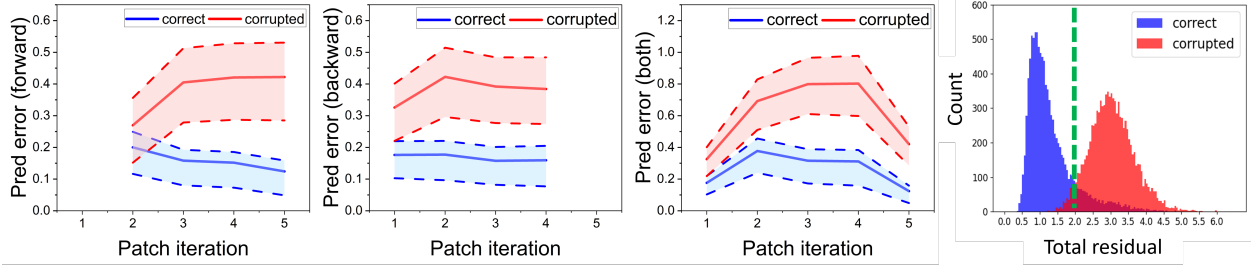 correct corrupted
Pred error (forward)
0.6
0.5
0.4
0.3
0.2
0.1
0.0
1 2 3 4 5
Patch iteration
correct corrupted
Pred error (backward)
0.6
0.5
0.4
0.3
0.2
0.1
0.0
1 2 3 4 5
Patch iteration
correct corrupted
Pred error (both)
1.2
1.0
0.8
0.6
0.4
0.2
0.0
1 2 3 4 5
Patch iteration
correct
corrupted
Count
600
500
400
300
200
100
0
0.0 0.5 1.0 1.5 2.0 2.5 3.0 3.5 4.0 4.5 5.0 5.5 6.0
Total residual